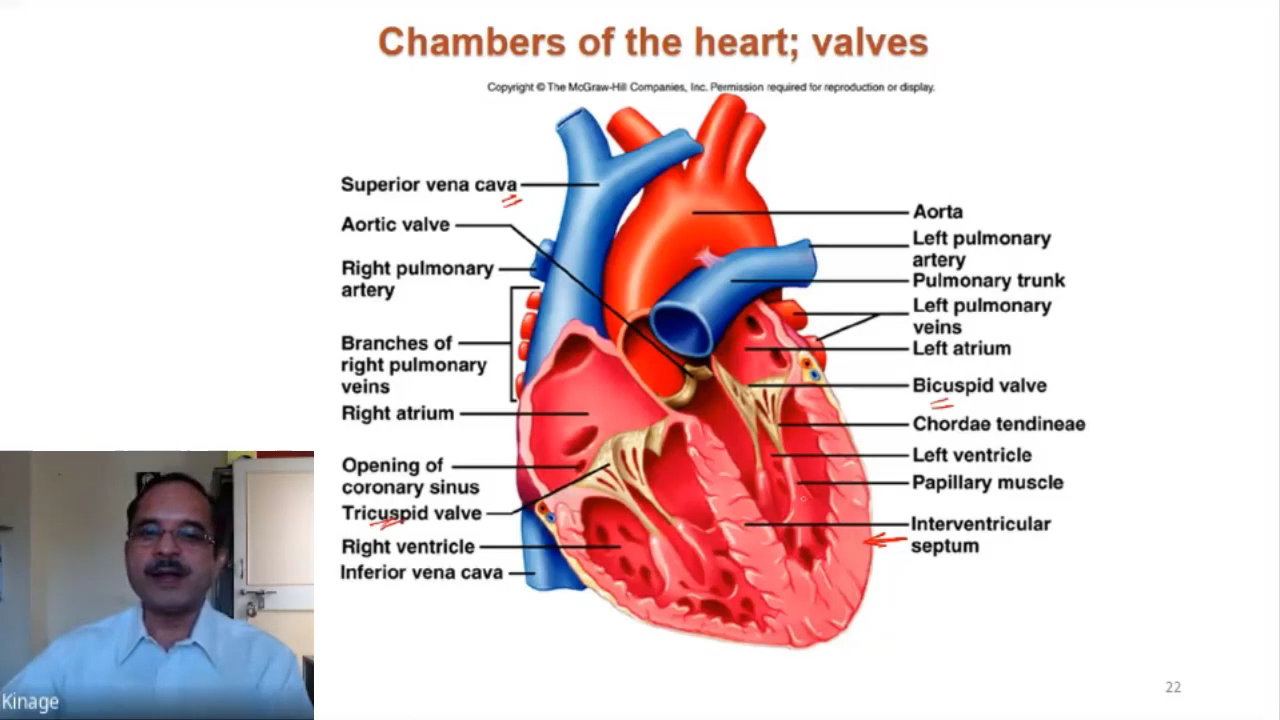 Chambers of the heart; valves
Copyright © The McGraw-Hill Companies, Inc. Permission required for reproduction or display.
Superior vena cava
Aortic valve
Right pulmonary
artery
Branches of
right pulmonary
veins
Right atrium
Opening of
coronary sinus
Tricuspid valve
Right ventricle
Inferior vena cava
Aorta
Left pulmonary
artery
Pulmonary trunk
Left pulmonary
veins
Left atrium
Bicuspid valve
Chordae tendineae
Left ventricle
Papillary muscle
Interventricular
septum
Kinage
22